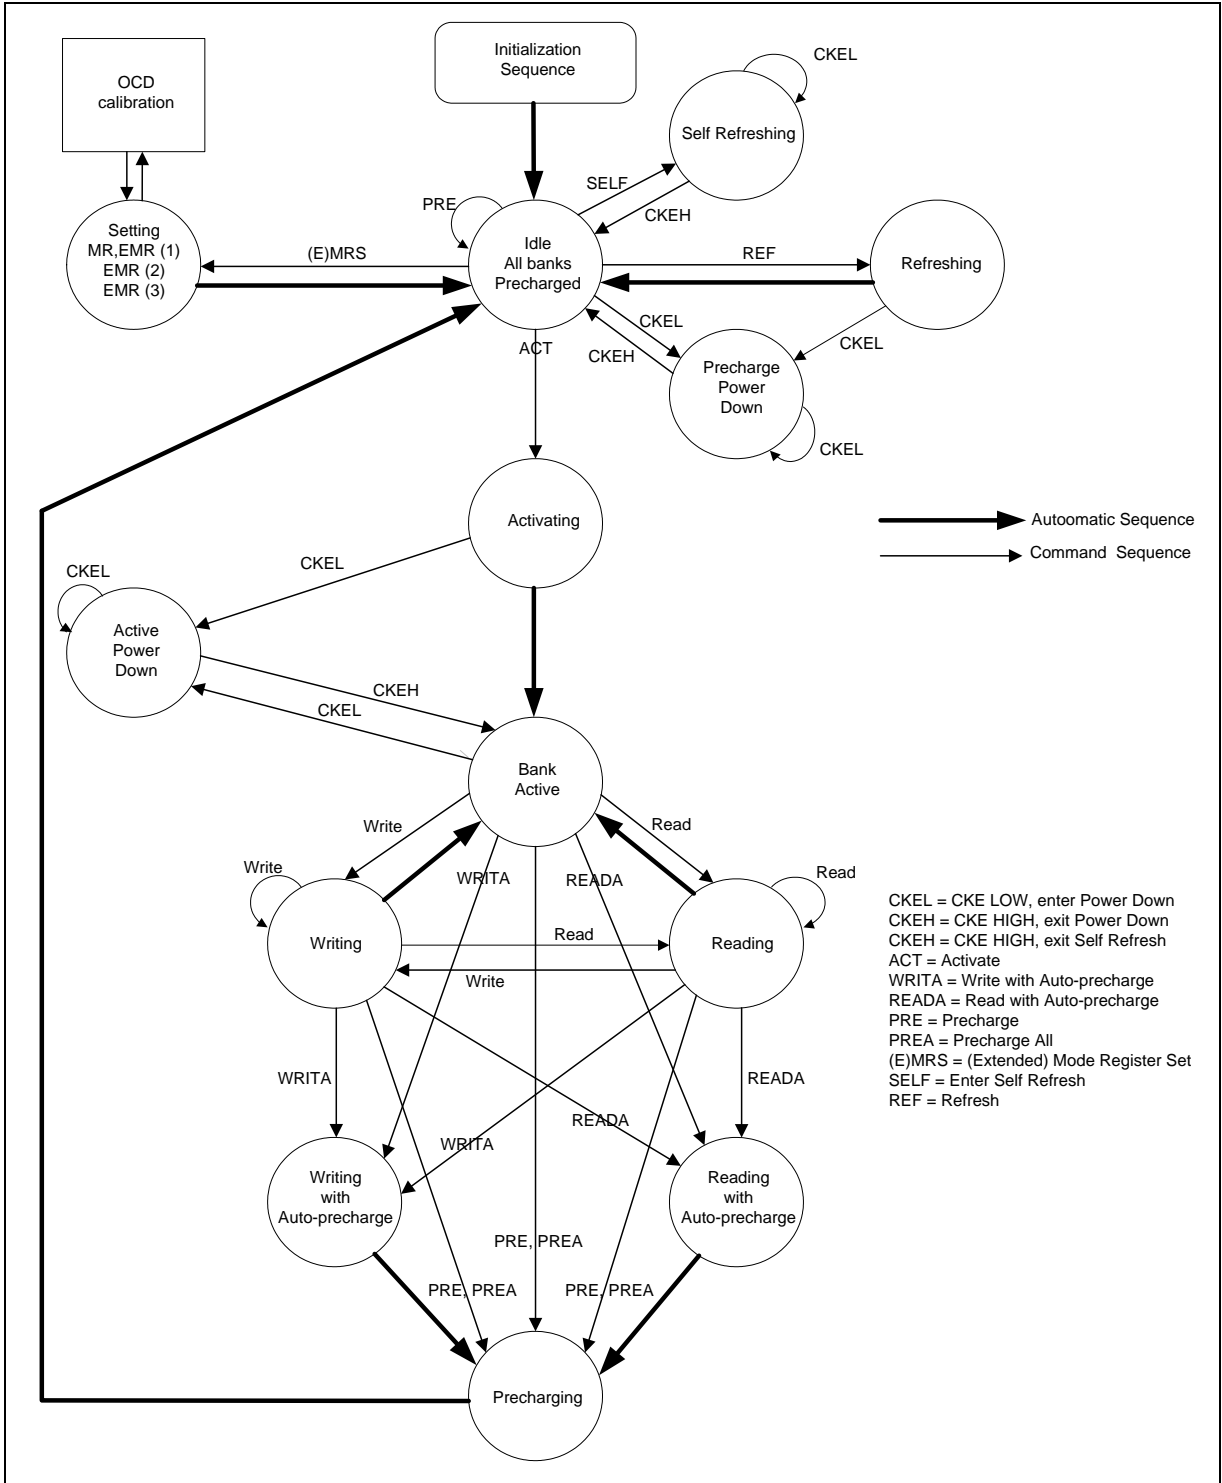 Initialization
Sequence
OCD
calibration
CKEL
Self Refreshing
SELF
CKEH
PRE
Setting
MR,EMR (1)
EMR (2)
EMR (3)
(E)MRS
Idle
All banks
Precharged
REF
Refreshing
CKEL
CKEH
CKEL
ACT
Precharge
Power
Down
CKEL
Activating
Autoomatic Sequence
Command Sequence
CKEL
CKEL
Active
Power
Down
CKEH
CKEL
Bank
Active
Write
Read
Write
WRITA
READA
Read
Writing
Read
Reading
Write
CKEL = CKE LOW, enter Power Down
CKEH = CKE HIGH, exit Power Down
CKEH = CKE HIGH, exit Self Refresh
ACT = Activate
WRITA = Write with Auto-precharge
READA = Read with Auto-precharge
PRE = Precharge
PREA = Precharge All
(E)MRS = (Extended) Mode Register Set
SELF = Enter Self Refresh
REF = Refresh
WRITA
READA
WRITA
READA
Writing
with
Auto-precharge
Reading
with
Auto-precharge
PRE, PREA
PRE, PREA
PRE, PREA
Precharging